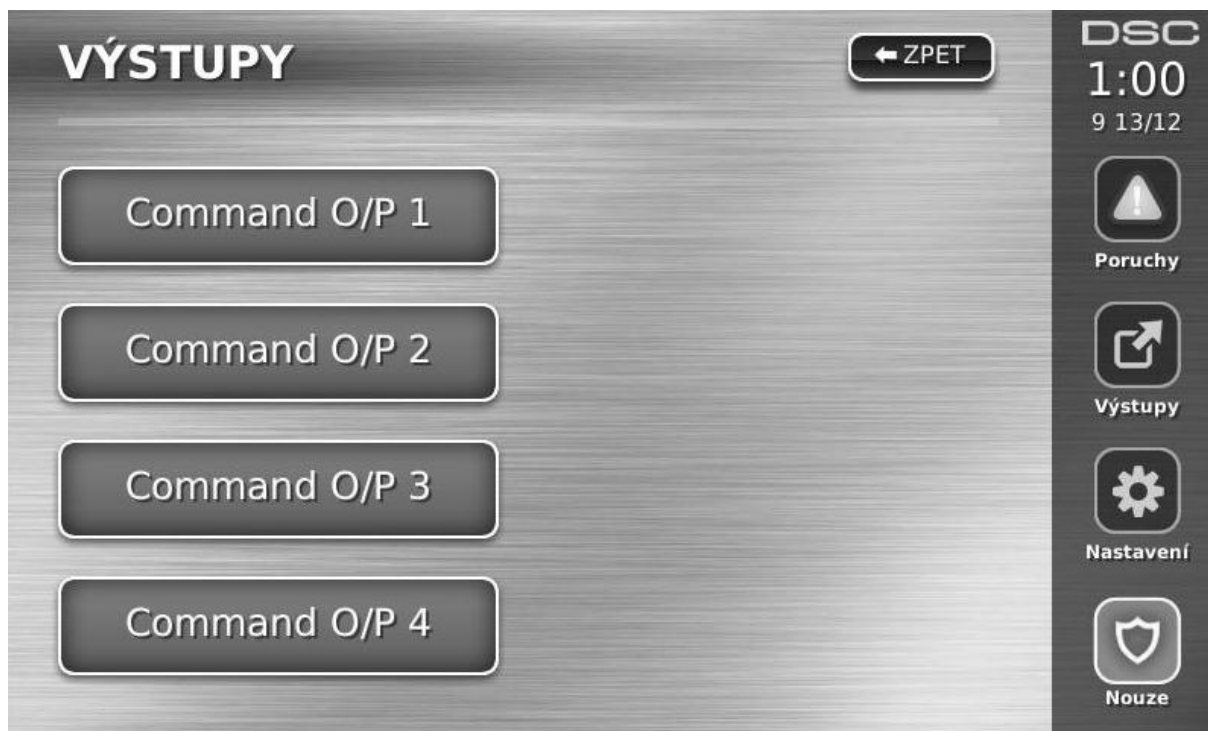 VÝSTUPY
ZPET
Command O/P 1
Command O/P 2
Command O/P 3
Command O/P 4
DSC
1:00
9 13/12
Poruchy
Výstupy
Nastavení
Nouze